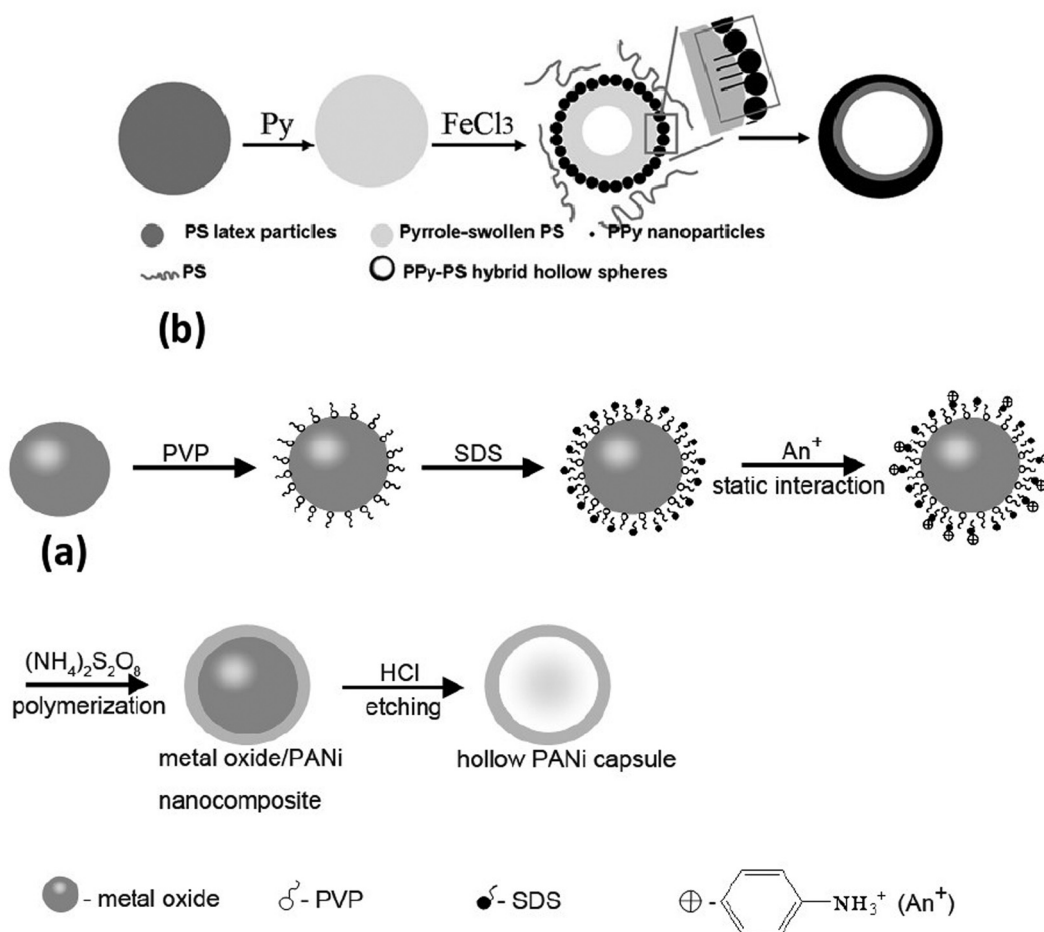 Py
FeCl3
PS latex particles
Pyrrole-swollen PS
PPy nanoparticles
PS
PPy-PS hybrid hollow spheres
(b)
PVP
SDS
An+
static interaction
(a)
(NH4)2S2O8
polymerization
HCl
etching
metal oxide/PANi
nanocomposite
hollow PANi capsule
- metal oxide
- PVP
- SDS
- NH3+ (An+)